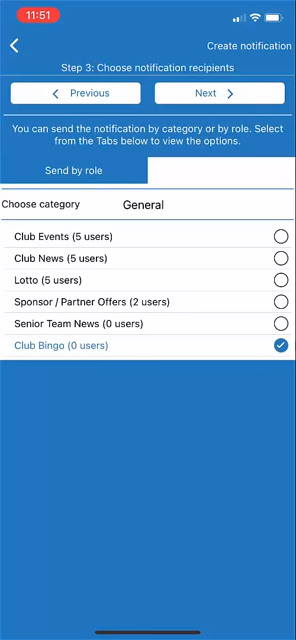 11:51
Create notification
Step 3: Choose notification recipients
Previous
Next
You can send the notification by category or by role. Select
from the Tabs below to view the options.
Send by role
Choose category
General
Club Events (5 users)
Club News (5 users)
Lotto (5 users)
Sponsor / Partner Offers (2 users)
Senior Team News (0 users)
Club Bingo (0 users)